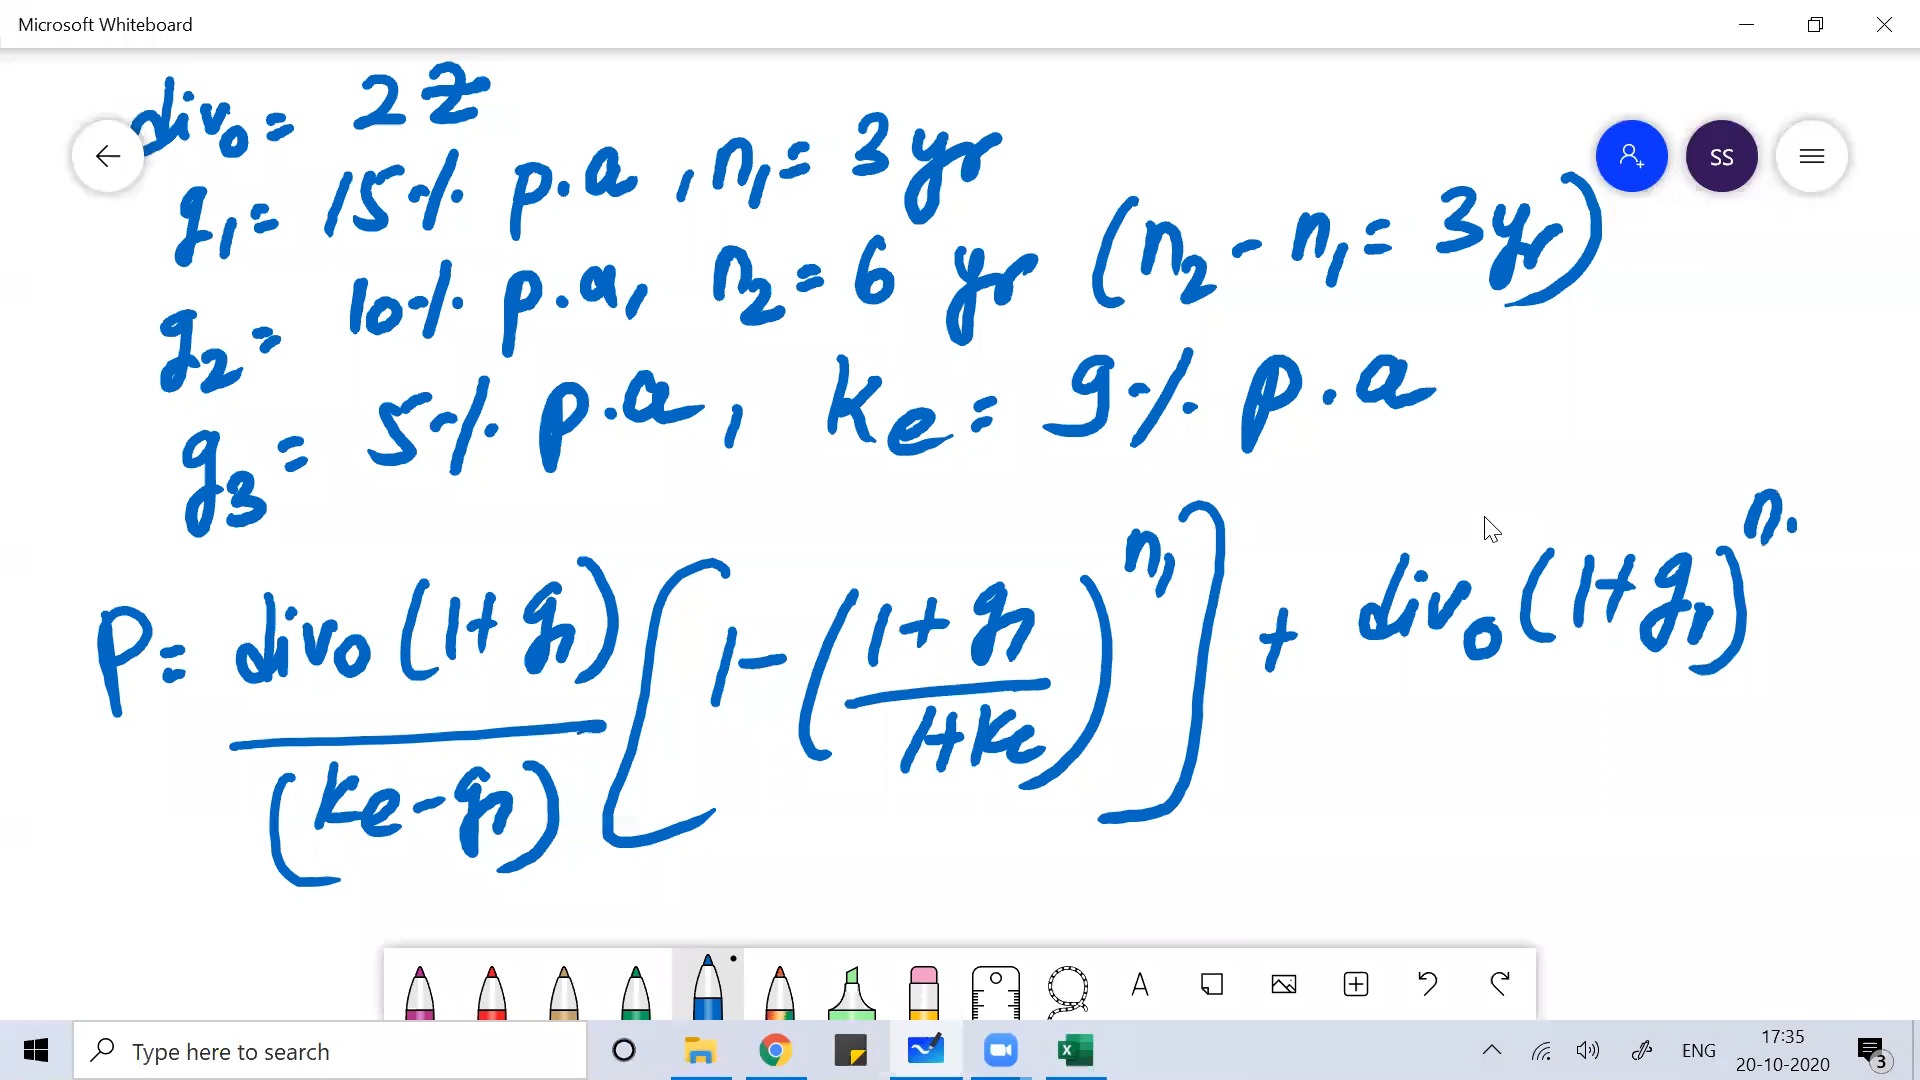 Microsoft Whiteboard
div₀ = 2 Z
g₁ = 15% p.a , n₁ = 3 yr
g₂ = 10% p.a, n₂ = 6 yr (n₂ - n₁ = 3yr)
g₃ = 5% p.a, ke = 9% p.a
SS
P = div₀ (1+g₁) / (ke-g₁) [1-((1+g₁)/(1+ke))^n₁] + div₀ (1+g₁)^n.
A
Type here to search
ENG
17:35
20-10-2020
3